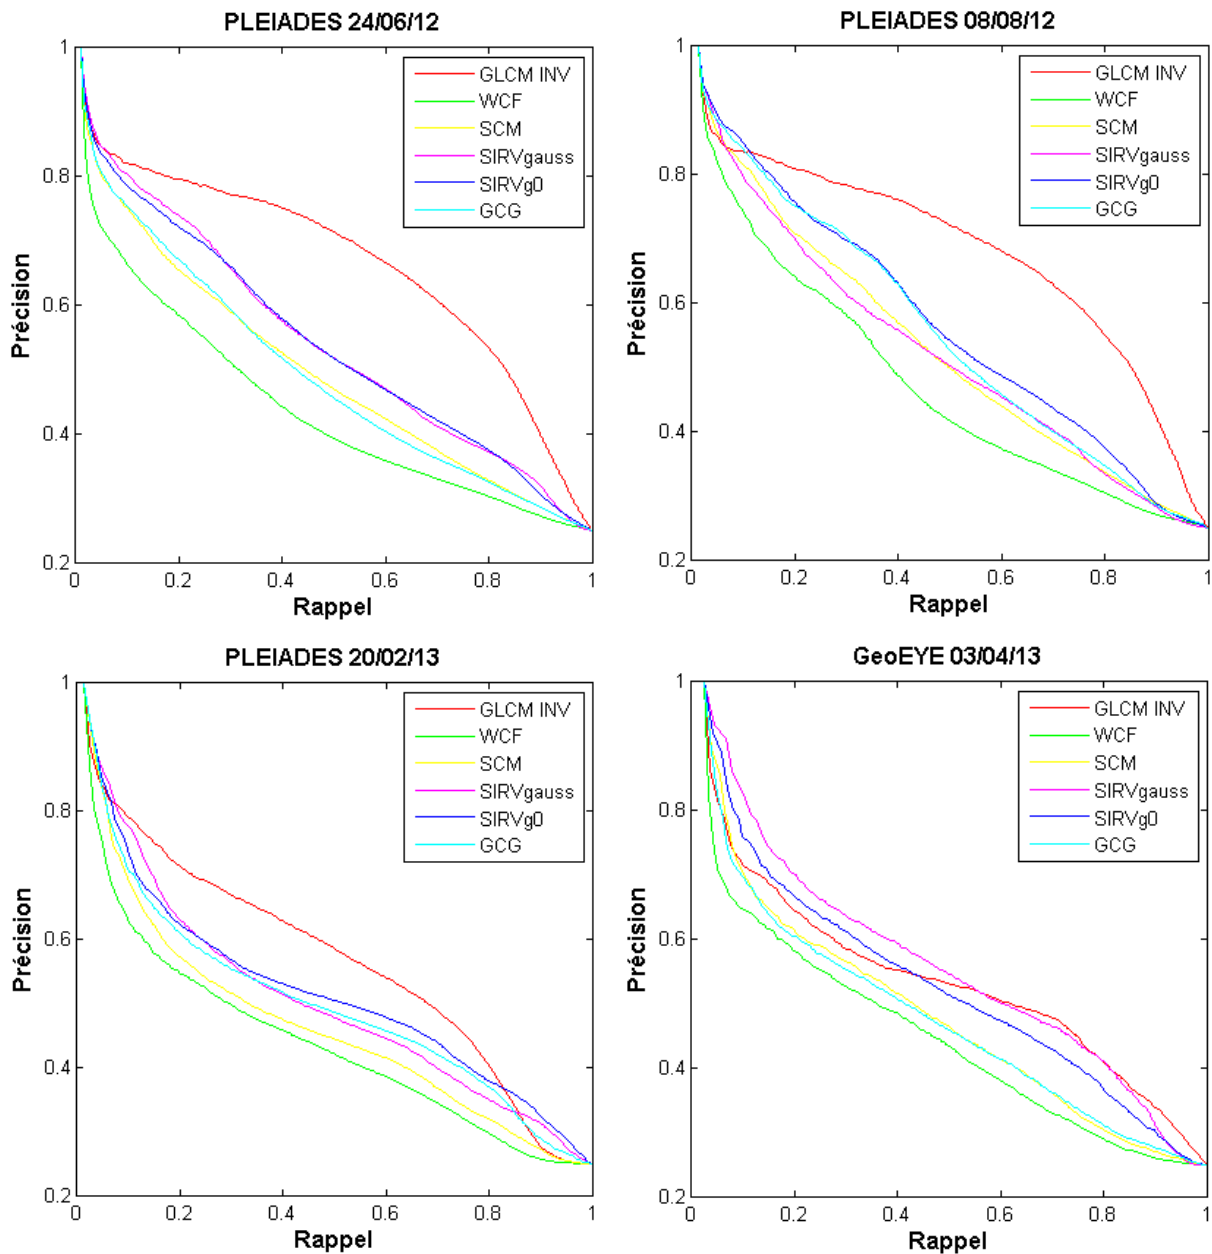 PLEIADES 24/06/12
GLCM INV
WCF
SCM
SIRVgauss
SIRVg0
GCG
1
0.8
0.6
0.4
0.2
Précision
0
0.2
0.4
0.6
0.8
1
Rappel
PLEIADES 08/08/12
GLCM INV
WCF
SCM
SIRVgauss
SIRVg0
GCG
1
0.8
0.6
0.4
0.2
Précision
0
0.2
0.4
0.6
0.8
1
Rappel
PLEIADES 20/02/13
GLCM INV
WCF
SCM
SIRVgauss
SIRVg0
GCG
1
0.8
0.6
0.4
0.2
Précision
0
0.2
0.4
0.6
0.8
1
Rappel
GeoEYE 03/04/13
GLCM INV
WCF
SCM
SIRVgauss
SIRVg0
GCG
1
0.8
0.6
0.4
0.2
Précision
0
0.2
0.4
0.6
0.8
1
Rappel